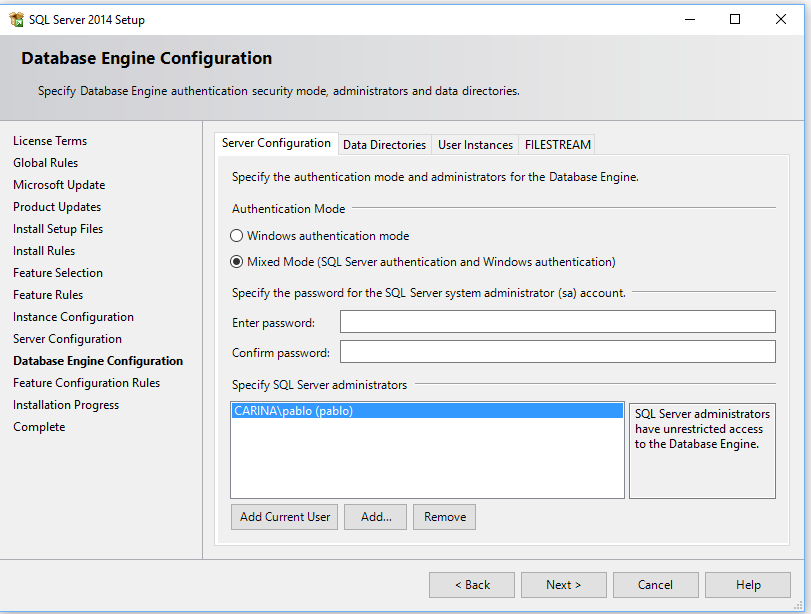 SQL Server 2014 Setup
Database Engine Configuration
Specify Database Engine authentication security mode, administrators and data directories.
License Terms
Global Rules
Microsoft Update
Product Updates
Install Setup Files
Install Rules
Feature Selection
Feature Rules
Instance Configuration
Server Configuration
Database Engine Configuration
Feature Configuration Rules
Installation Progress
Complete
Server Configuration
Data Directories
User Instances
FILESTREAM
Specify the authentication mode and administrators for the Database Engine.
Authentication Mode
Windows authentication mode
Mixed Mode (SQL Server authentication and Windows authentication)
Specify the password for the SQL Server system administrator (sa) account.
Enter password:
Confirm password:
Specify SQL Server administrators
CARINA\pablo (pablo)
SQL Server administrators
have unrestricted access
to the Database Engine.
Add Current User
Add...
Remove
< Back
Next >
Cancel
Help